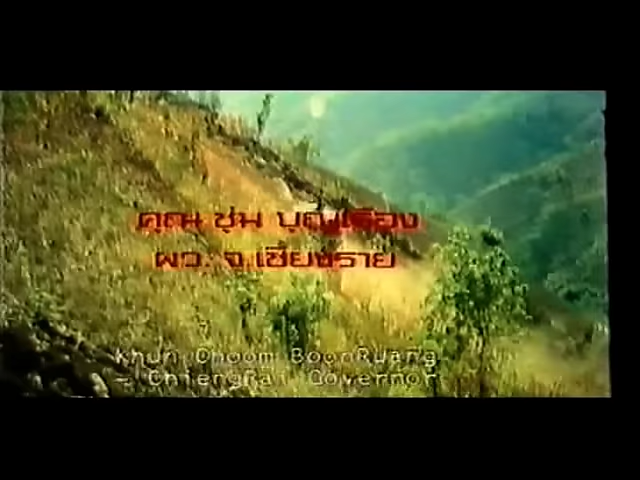 คุณ ชุ่ม บุญเรือง
ผว. จ.เชียงราย
Khun Choom BoonRuang
- ChiengRai Governor